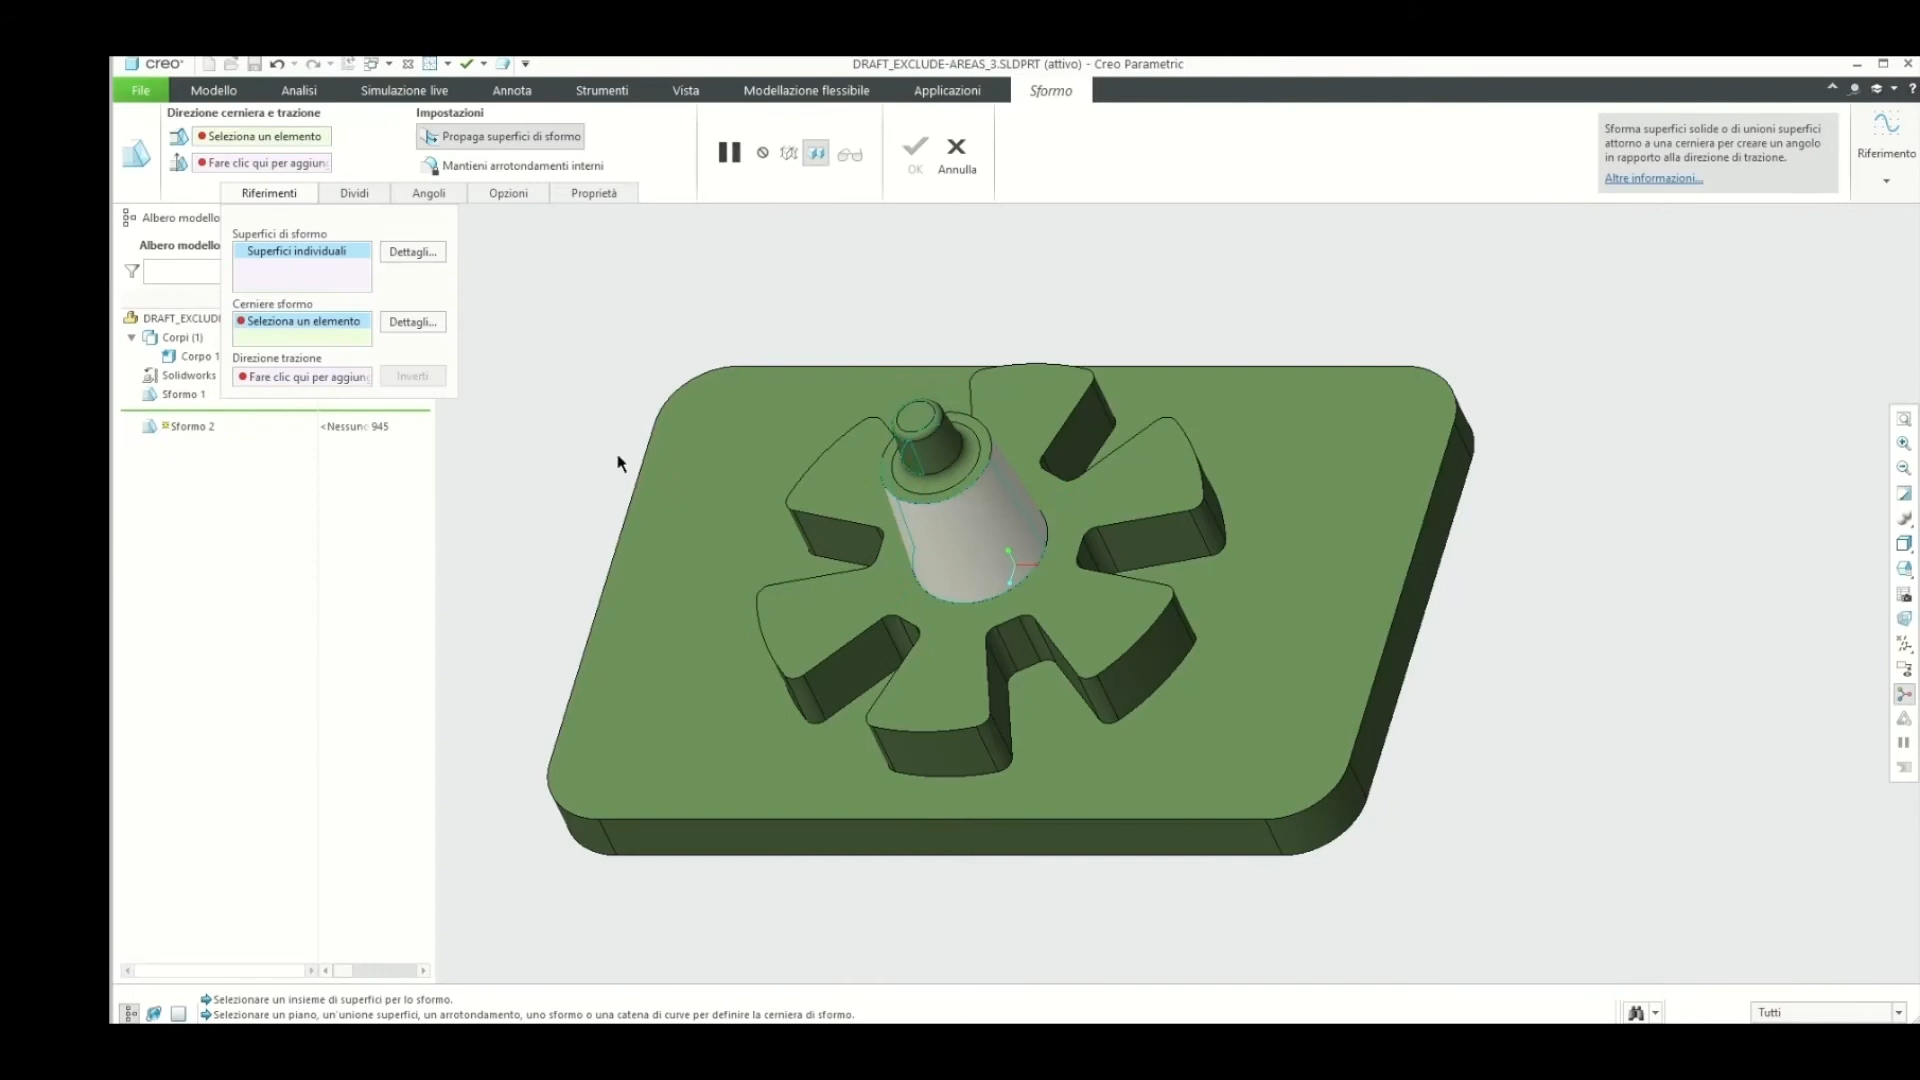 creo
DRAFT_EXCLUDE-AREAS_3.SLDPRT (attivo) - Creo Parametric
File
Modello
Analisi
Simulazione live
Annota
Strumenti
Vista
Modellazione flessibile
Applicazioni
Sformo
Direzione cerniera e trazione
Seleziona un elemento
Fare clic qui per aggiun
Impostazioni
Propaga superfici di sformo
Mantieni arrotondamenti interni
OK
Annulla
Sforma superfici solide o di unioni superfici
attorno a una cerniera per creare un angolo
in rapporto alla direzione di trazione.
Altre informazioni...
Riferimento
Riferimenti
Dividi
Angoli
Opzioni
Proprietà
Albero modello
Albero modello
Superfici di sformo
Superfici individuali
Dettagli...
Cerniere sformo
Seleziona un elemento
Dettagli...
Direzione trazione
Fare clic qui per aggiun
Inverti
DRAFT_EXCLUD
Corpi (1)
Corpo 1
Solidworks
Sformo 1
Sformo 2
<Nessun 945
Selezionare un insieme di superfici per lo sformo.
Selezionare un piano, un'unione superfici, un arrotondamento, uno sformo o una catena di curve per definire la cerniera di sformo.
Tutti